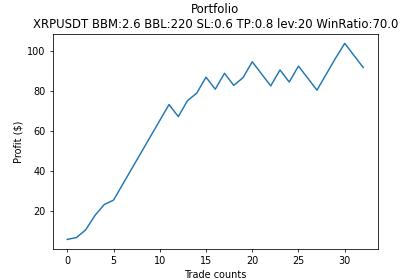 Portfolio
XRPUSDT BBM:2.6 BBL:220 SL:0.6 TP:0.8 lev:20 WinRatio:70.0
100
80
60
40
20
Profit ($)
0 5 10 15 20 25 30
Trade counts